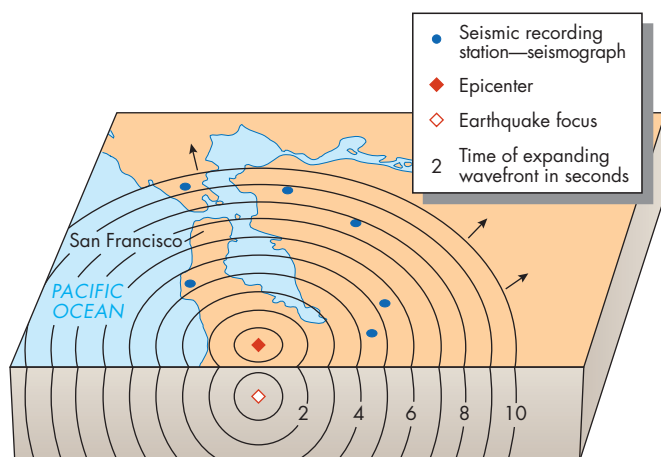 Seismic recording
station—seismograph
Epicenter
Earthquake focus
2 Time of expanding
wavefront in seconds
San Francisco
PACIFIC
OCEAN
2 4 6 8 10